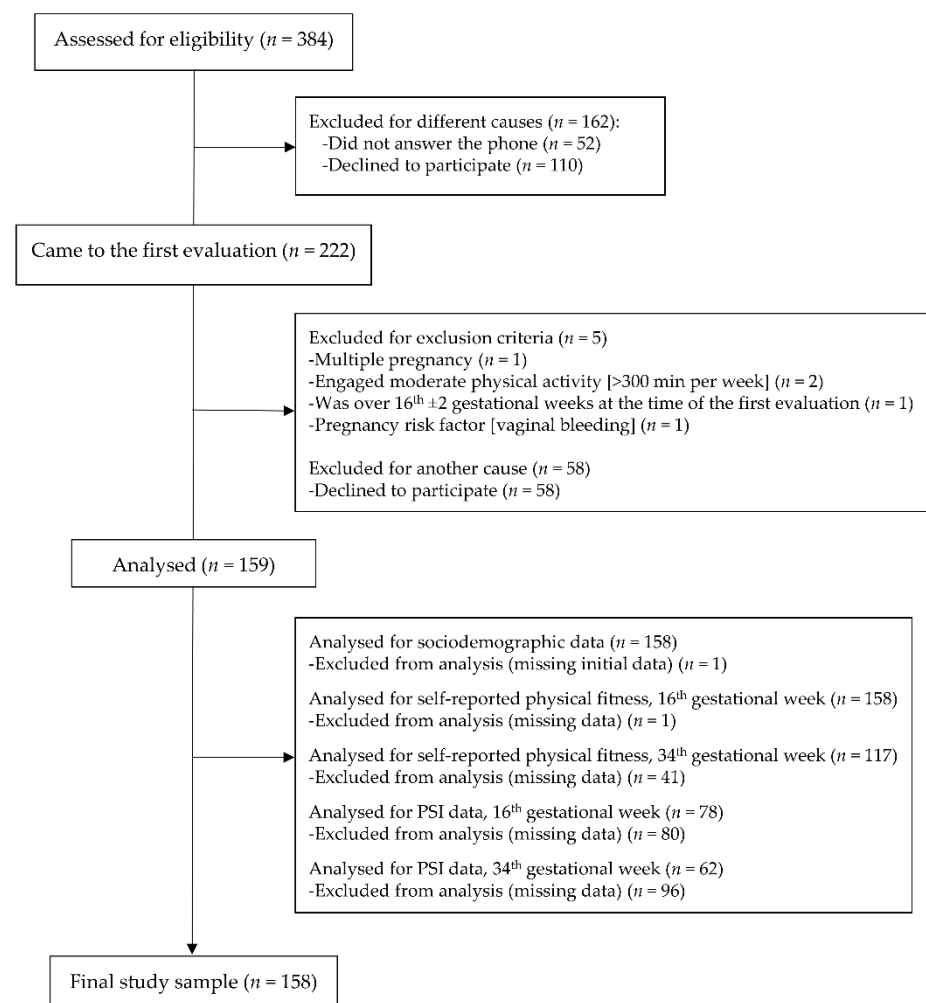 Assessed for eligibility (n = 384)
Excluded for different causes (n = 162):
-Did not answer the phone (n = 52)
-Declined to participate (n = 110)
Came to the first evaluation (n = 222)
Excluded for exclusion criteria (n = 5)
-Multiple pregnancy (n = 1)
-Engaged moderate physical activity [>300 min per week] (n = 2)
-Was over 16th ±2 gestational weeks at the time of the first evaluation (n = 1)
-Pregnancy risk factor [vaginal bleeding] (n = 1)
Excluded for another cause (n = 58)
-Declined to participate (n = 58)
Analysed (n = 159)
Analysed for sociodemographic data (n = 158)
-Excluded from analysis (missing initial data) (n = 1)
Analysed for self-reported physical fitness, 16th gestational week (n = 158)
-Excluded from analysis (missing data) (n = 1)
Analysed for self-reported physical fitness, 34th gestational week (n = 117)
-Excluded from analysis (missing data) (n = 41)
Analysed for PSI data, 16th gestational week (n = 78)
-Excluded from analysis (missing data) (n = 80)
Analysed for PSI data, 34th gestational week (n = 62)
-Excluded from analysis (missing data) (n = 96)
Final study sample (n = 158)